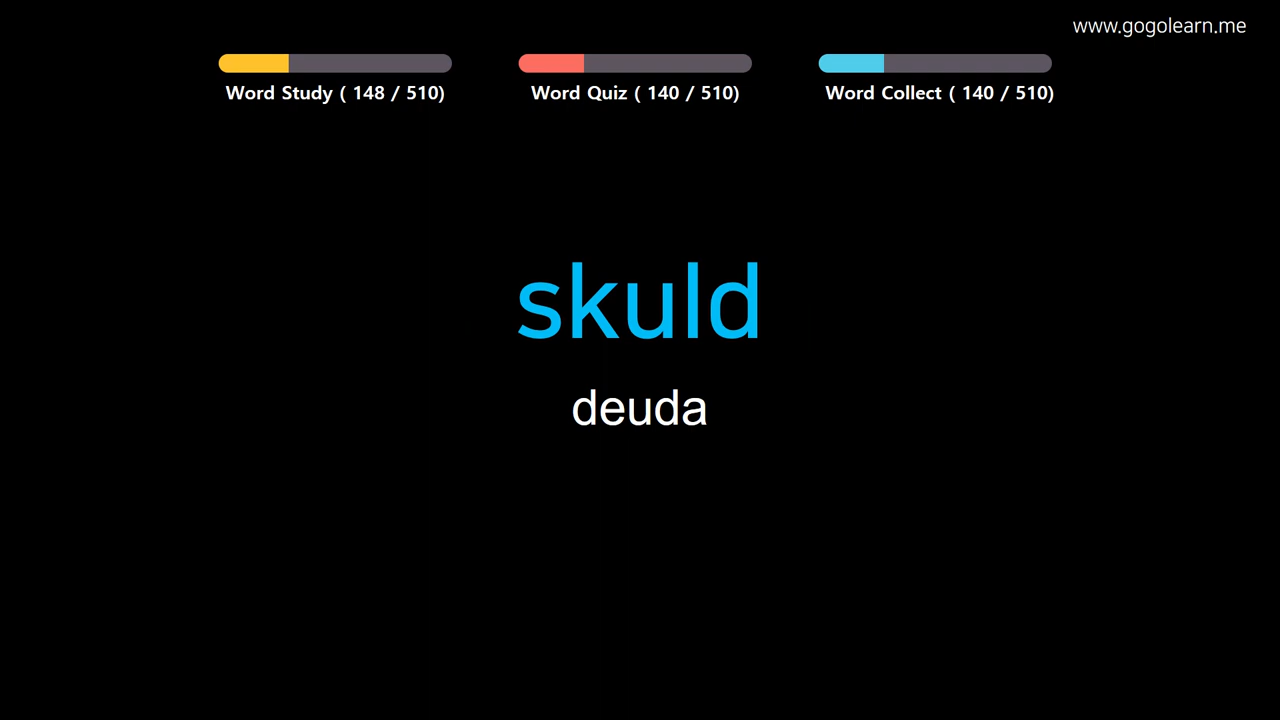 www.gogolearn.me
Word Study ( 148 / 510)
Word Quiz ( 140 / 510)
Word Collect ( 140 / 510)
skuld
deuda